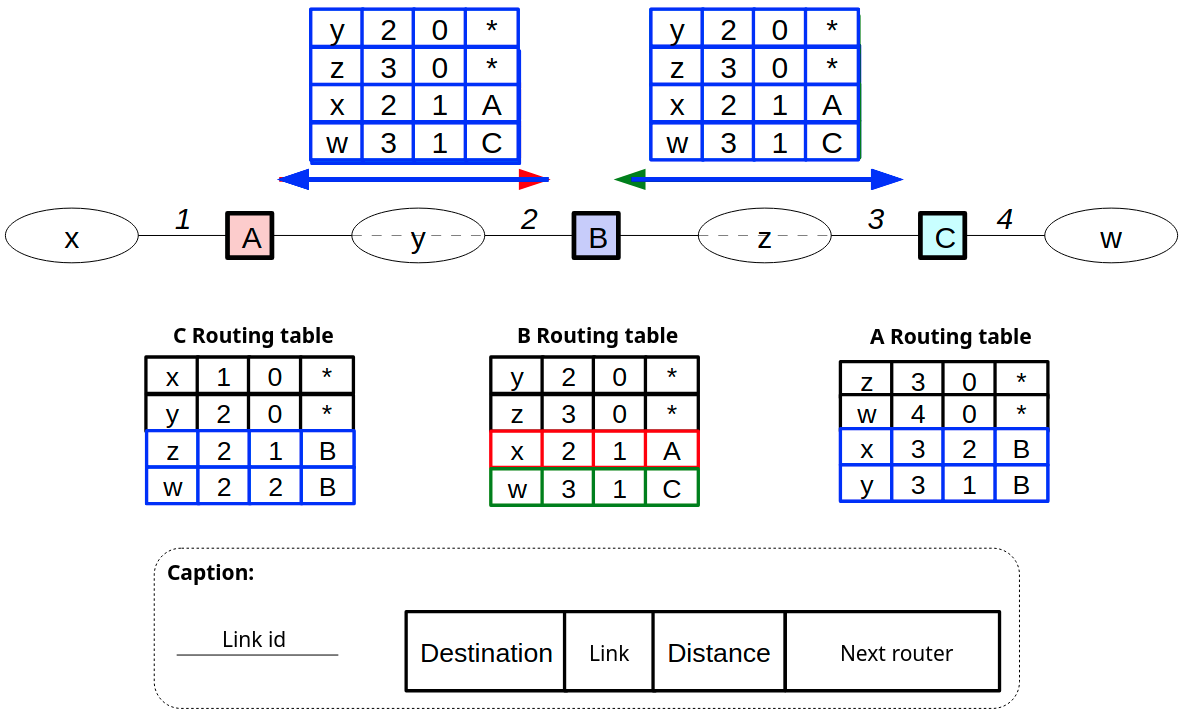 y 2 0 *
z 3 0 *
x 2 1 A
w 3 1 C
y 2 0 *
z 3 0 *
x 2 1 A
w 3 1 C
x 1 A y 2 B z 3 C 4 w
C Routing table
x 1 0 *
y 2 0 *
z 2 1 B
w 2 2 B
B Routing table
y 2 0 *
z 3 0 *
x 2 1 A
w 3 1 C
A Routing table
z 3 0 *
w 4 0 *
x 3 2 B
y 3 1 B
Caption:
Link id
Destination Link Distance Next router